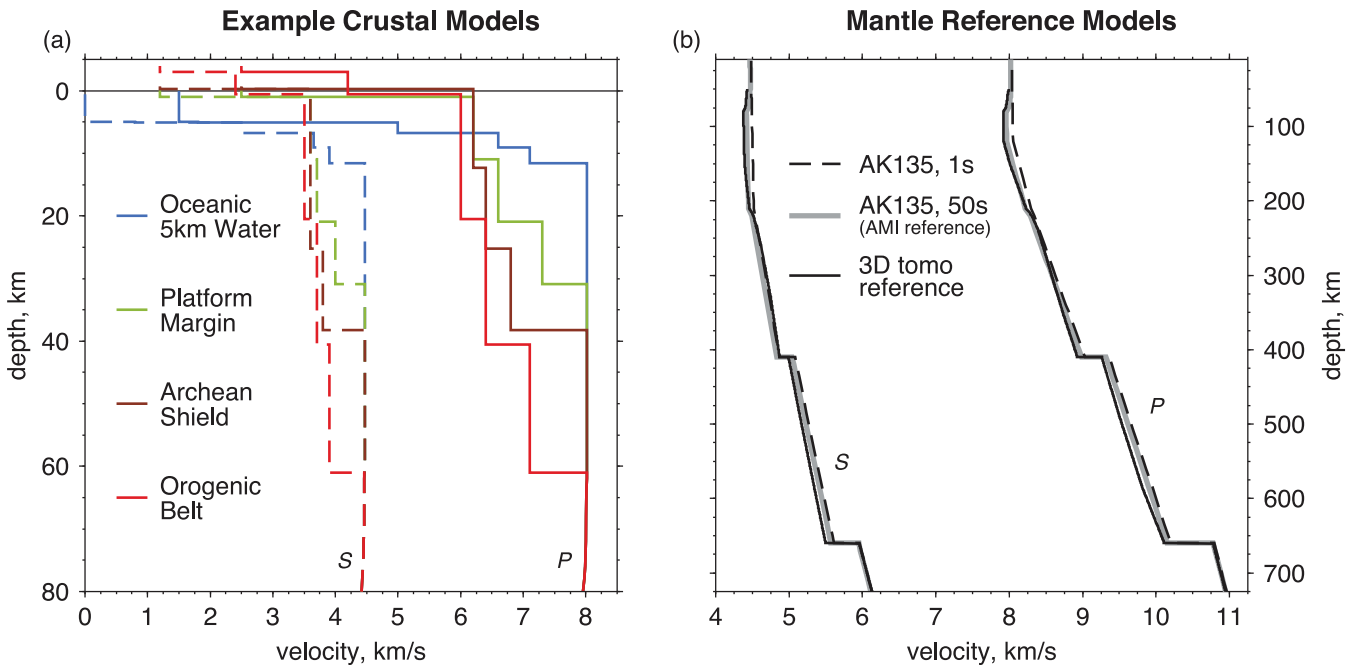 Example Crustal Models
(a)
0
20
40
60
80
depth, km
Oceanic
5km Water
Platform
Margin
Archean
Shield
Orogenic
Belt
S
P
0
1
2
3
4
5
6
7
8
velocity, km/s
Mantle Reference Models
(b)
AK135, 1s
AK135, 50s
(AMI reference)
3D tomo
reference
P
S
100
200
300
400
500
600
700
depth, km
4
5
6
7
8
9
10
11
velocity, km/s